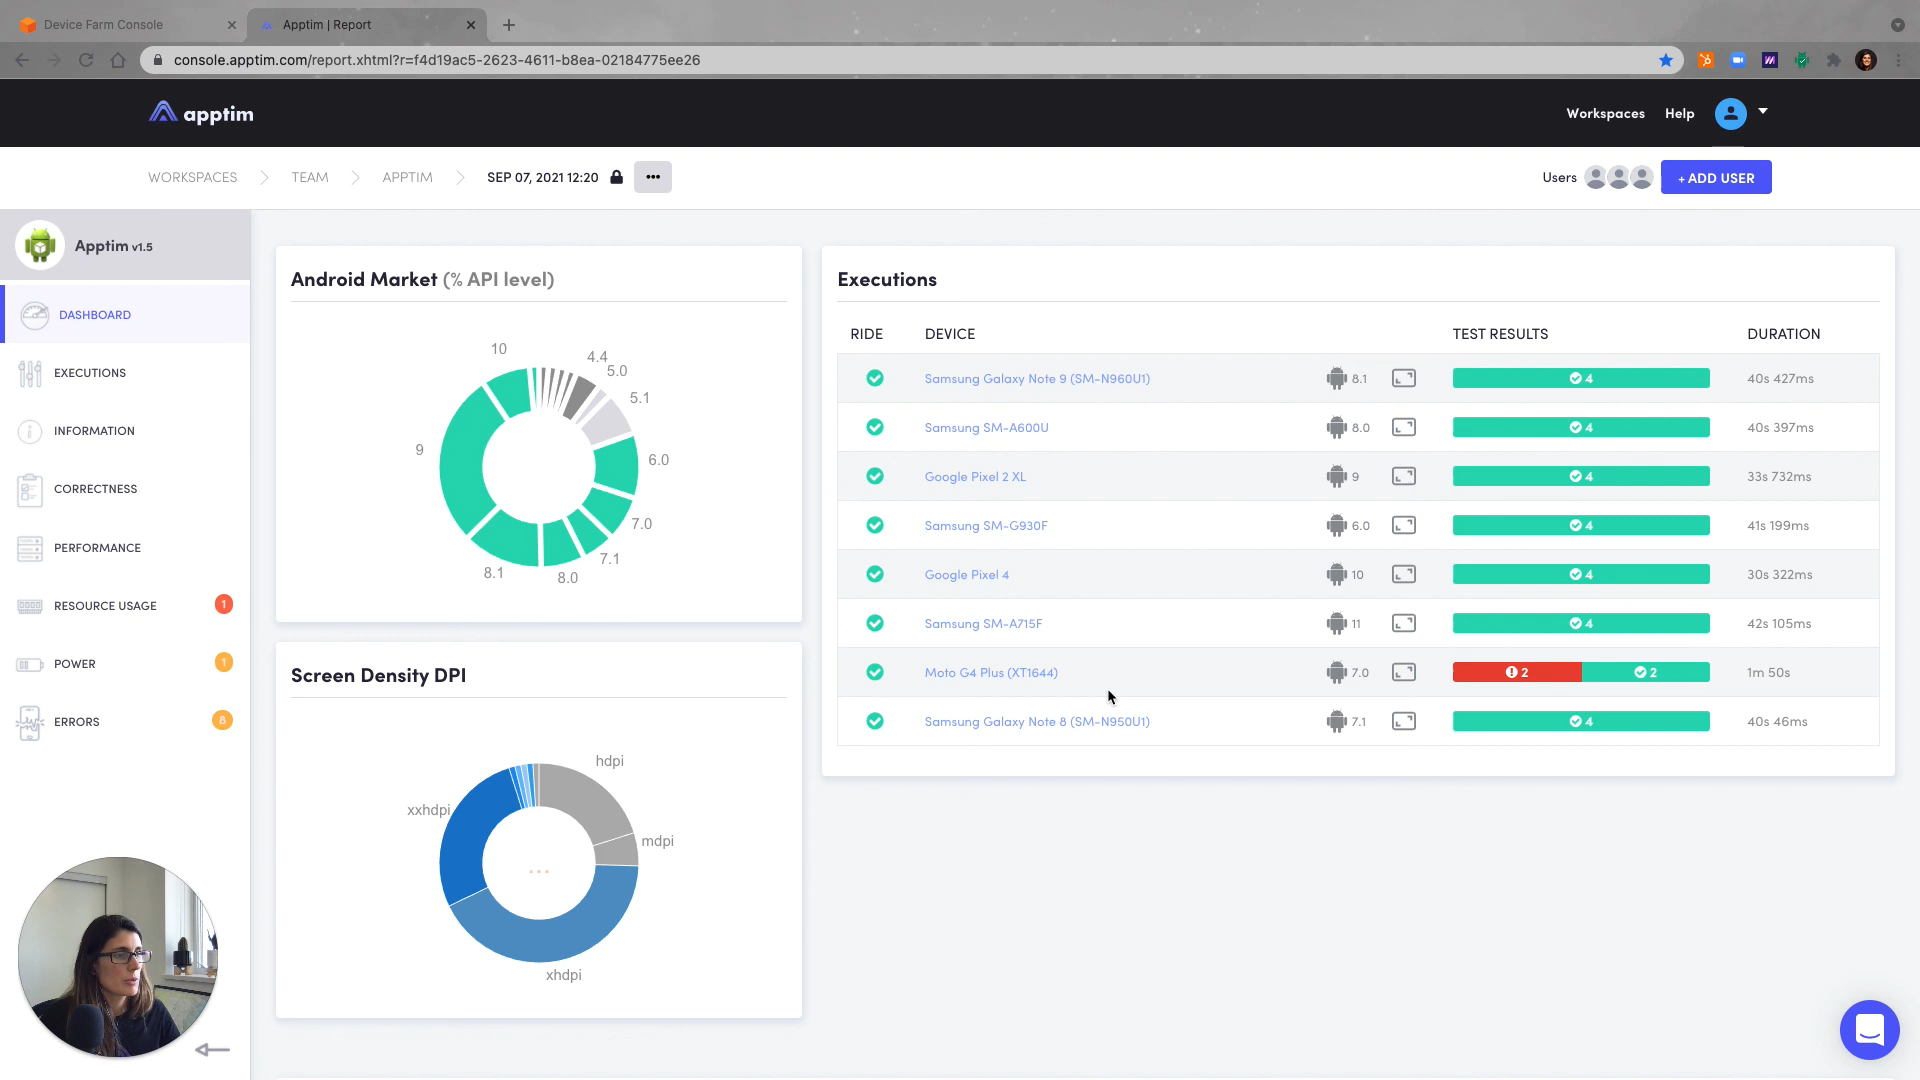 Device Farm Console
Apptim | Report
console.apptim.com/report.xhtml?r=f4d19ac5-2623-4611-b8ea-02184775ee26
apptim
Workspaces Help
WORKSPACES TEAM APPTIM SEP 07, 2021 12:20 •••
Users + ADD USER
Apptim v1.5
DASHBOARD
EXECUTIONS
INFORMATION
CORRECTNESS
PERFORMANCE
RESOURCE USAGE 1
POWER 1
ERRORS 8
Android Market (% API level)
10
4.4
5.0
5.1
9
6.0
7.0
7.1
8.1
8.0
Screen Density DPI
hdpi
xxhdpi
mdpi
...
xhdpi
Executions
RIDE DEVICE TEST RESULTS DURATION
Samsung Galaxy Note 9 (SM-N960U1) 8.1 4 40s 427ms
Samsung SM-A600U 8.0 4 40s 397ms
Google Pixel 2 XL 9 4 33s 732ms
Samsung SM-G930F 6.0 4 41s 199ms
Google Pixel 4 10 4 30s 322ms
Samsung SM-A715F 11 4 42s 105ms
Moto G4 Plus (XT1644) 7.0 2 2 1m 50s
Samsung Galaxy Note 8 (SM-N950U1) 7.1 4 40s 46ms